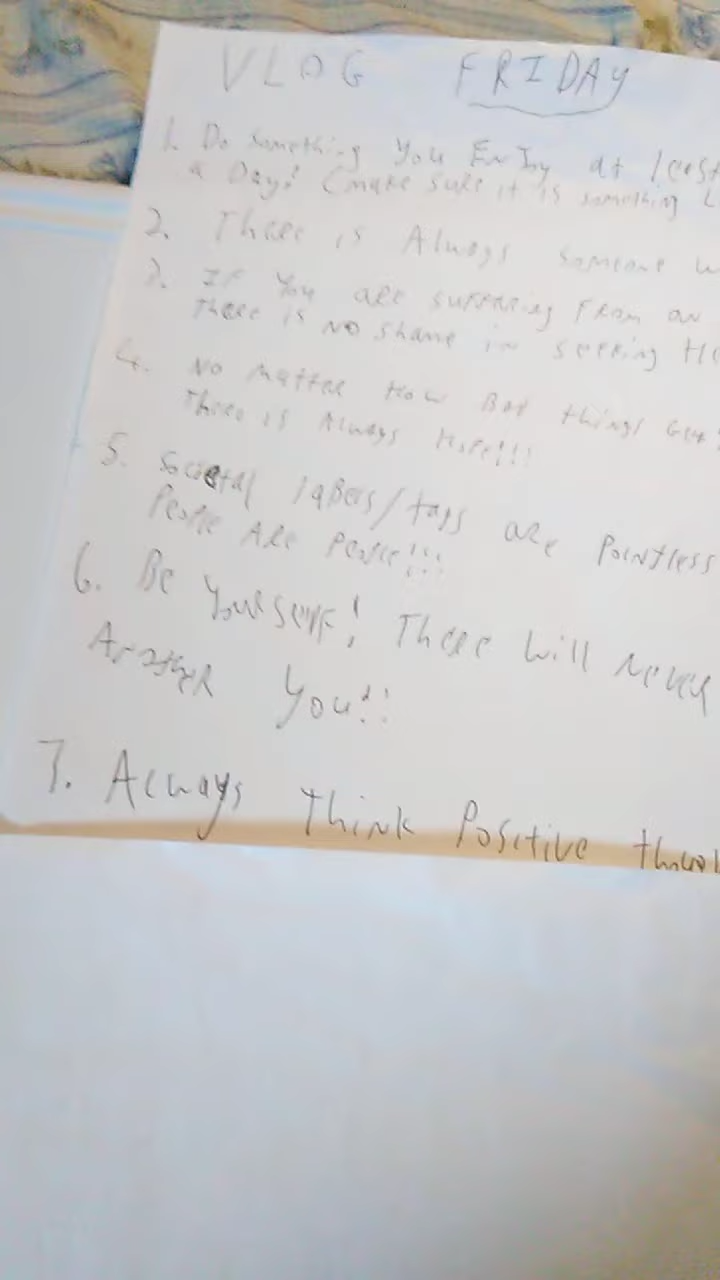 VLOG FRIDAY
1. Do something You EnJoy at least
a Day! (make sure it is something
2. There is Always someone
3. If You are suffering From an
There is No shame in seeking
4. No matter How Bad things Get!
There is Always Hope!!!
5. Societal labels/tags are Pointless
People Are People!!!
6. Be Yourself! There will Never
Another You!!
7. Always think Positive